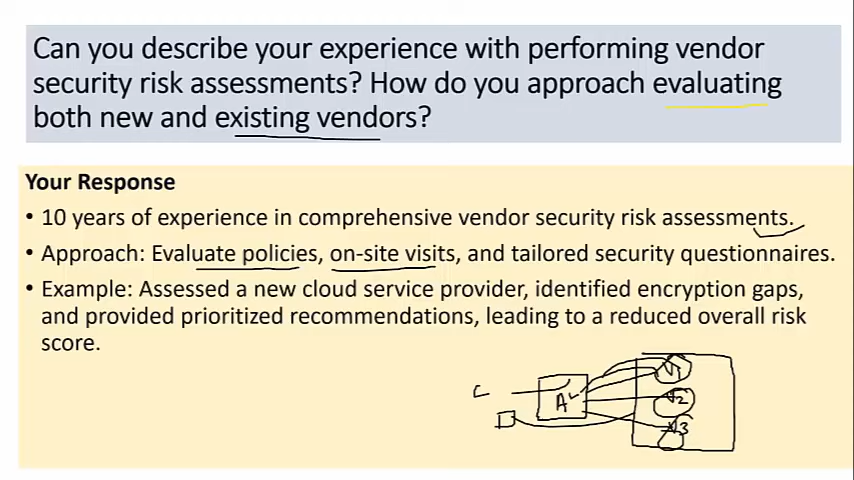 Can you describe your experience with performing vendor
security risk assessments? How do you approach evaluating
both new and existing vendors?
Your Response
• 10 years of experience in comprehensive vendor security risk assessments.
• Approach: Evaluate policies, on-site visits, and tailored security questionnaires.
• Example: Assessed a new cloud service provider, identified encryption gaps,
and provided prioritized recommendations, leading to a reduced overall risk
score.
V1
A
V2
V3